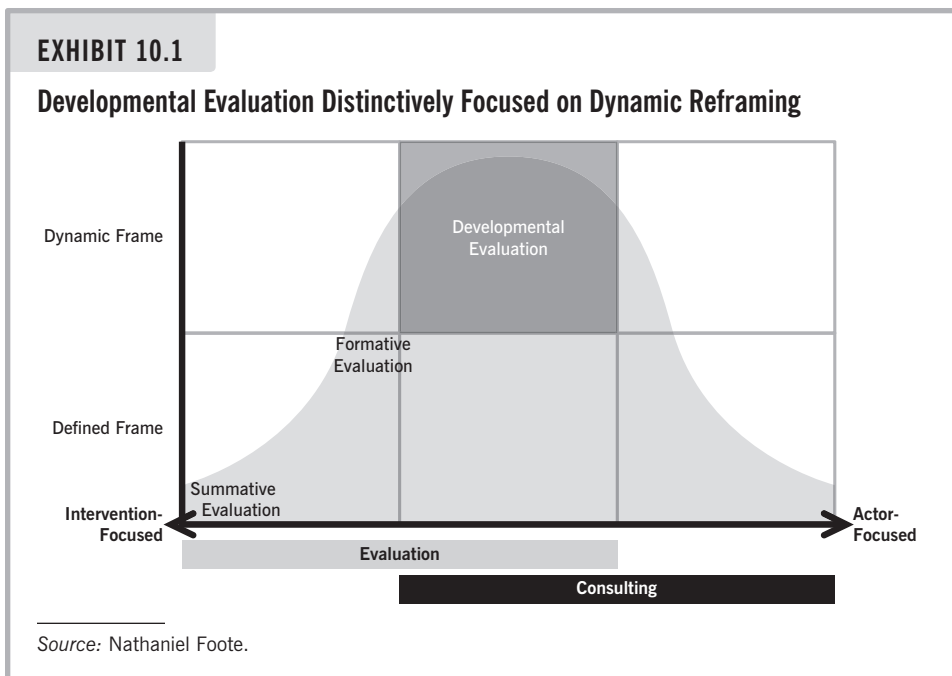 EXHIBIT 10.1
Developmental Evaluation Distinctively Focused on Dynamic Reframing
Dynamic Frame
Developmental
Evaluation
Formative
Evaluation
Defined Frame
Summative
Evaluation
Intervention-
Focused
Actor-
Focused
Evaluation
Consulting
Source: Nathaniel Foote.